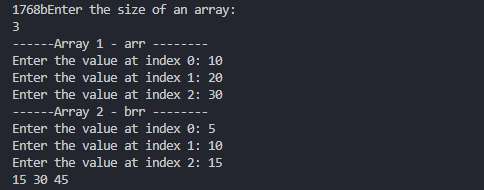 1768bEnter the size of an array:
3
------Array 1 - arr --------
Enter the value at index 0: 10
Enter the value at index 1: 20
Enter the value at index 2: 30
------Array 2 - brr --------
Enter the value at index 0: 5
Enter the value at index 1: 10
Enter the value at index 2: 15
15 30 45